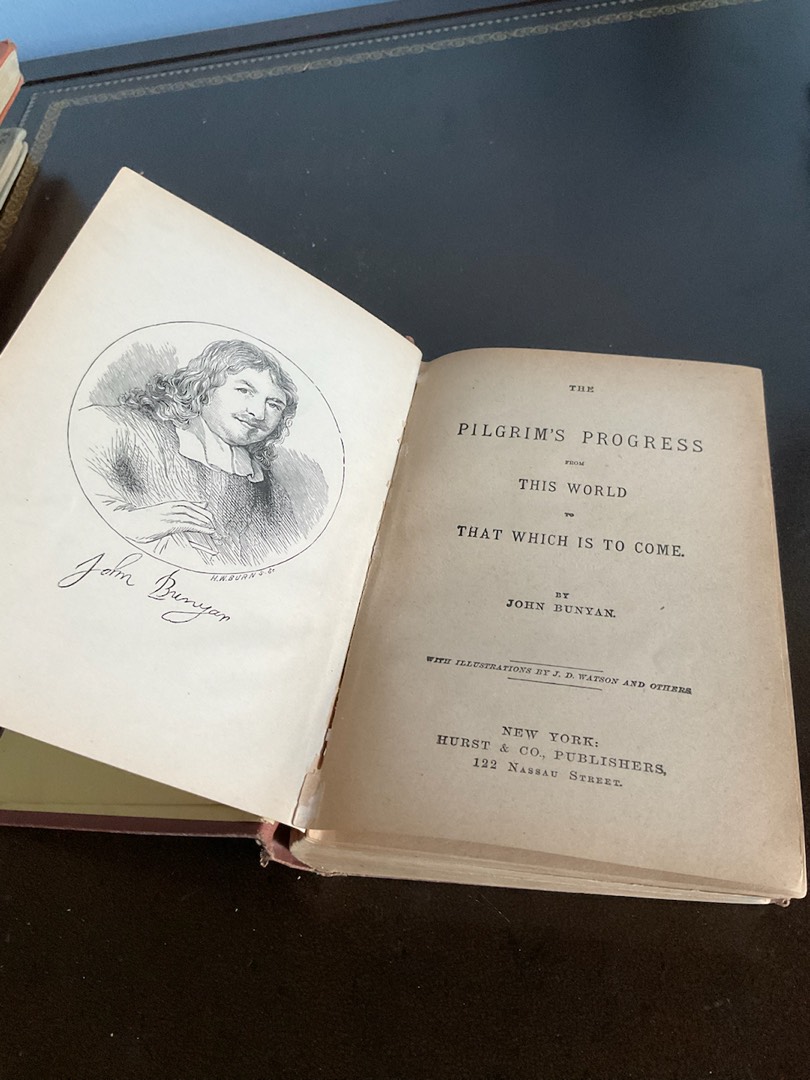 John Bunyan
H.W.BURNS.Sc
THE
PILGRIM'S PROGRESS
FROM
THIS WORLD
TO
THAT WHICH IS TO COME.
BY
JOHN BUNYAN.
WITH ILLUSTRATIONS BY J. D. WATSON AND OTHERS.
NEW YORK:
HURST & CO., PUBLISHERS,
122 NASSAU STREET.